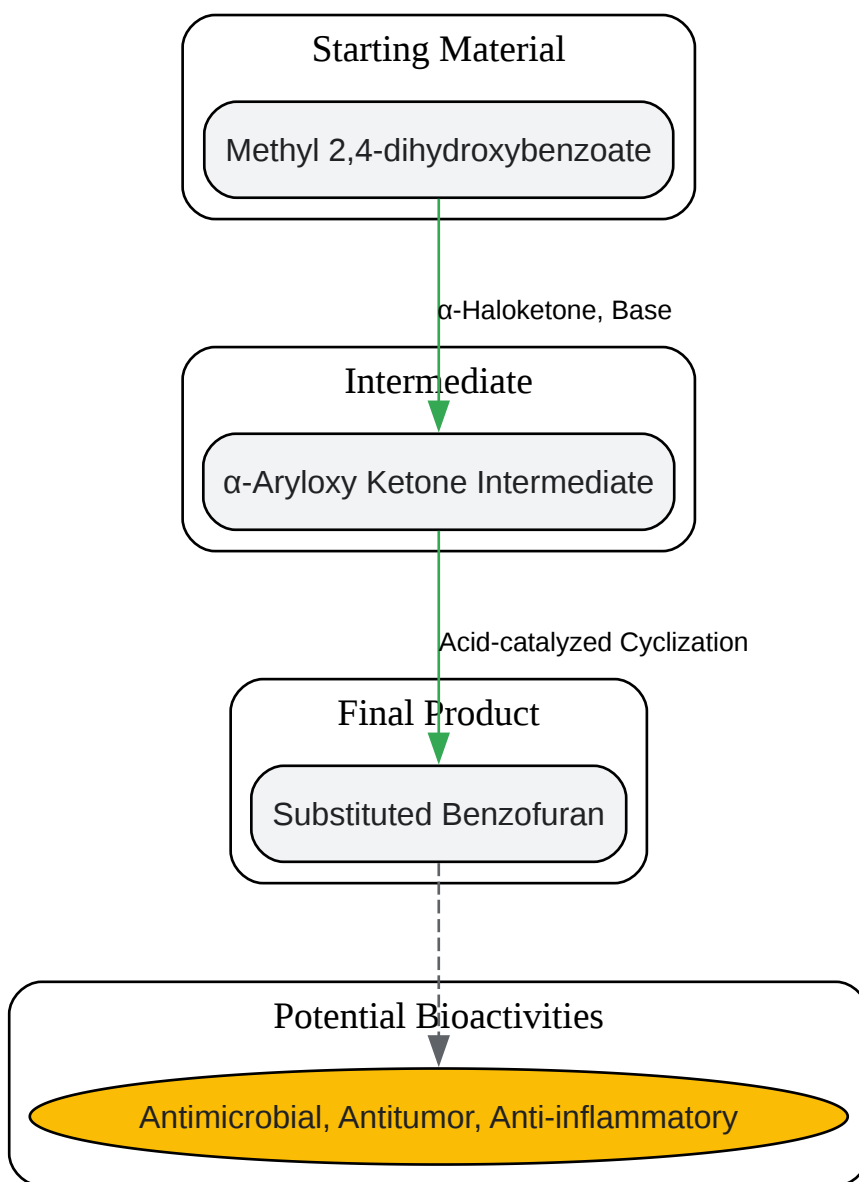 Starting Material
Methyl 2,4-dihydroxybenzoate
α-Haloketone, Base
Intermediate
α-Aryloxy Ketone Intermediate
Acid-catalyzed Cyclization
Final Product
Substituted Benzofuran
Potential Bioactivities
Antimicrobial, Antitumor, Anti-inflammatory